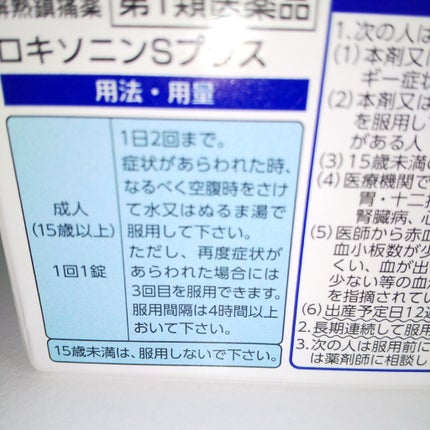 解熱鎮痛薬 第1類医薬品
ロキソニンSプラス
用法・用量
成人
(15歳以上)
1回1錠
1日2回まで。
症状があらわれた時、
なるべく空腹時をさけ
て水又はぬるま湯で
服用して下さい。
ただし、再度症状が
あらわれた場合には
3回目を服用できます。
服用間隔は4時間以上
おいて下さい。
15歳未満は、服用しないで下さい。
1.次の人は
(1)本剤又は
ギー症状
(2)本剤又は
を服用して
がある人
(3)15歳未満の
(4)医療機関で
胃・十二指
腎臓病、心
(5)医師から赤血
血小板数が少
くい、血が出
少ない等の血
を指摘されてい
(6)出産予定日12週
2.長期連続して服用
3.次の人は服用前に
は薬剤師に相談し